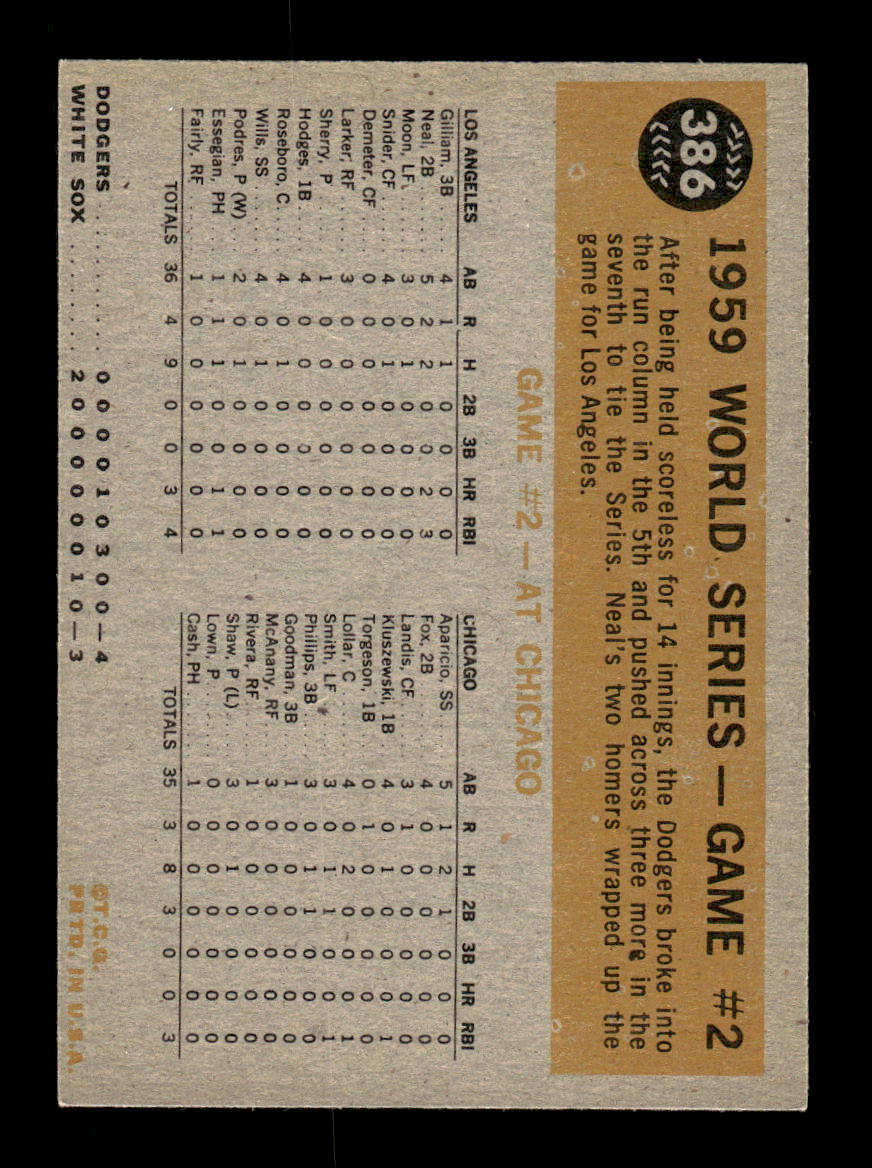 386
1959 WORLD SERIES — GAME #2
After being held scoreless for 14 innings, the Dodgers broke into
the run column in the 5th and pushed across three more in the
seventh to tie the Series. Neal's two homers wrapped up the
game for Los Angeles.
GAME #2 — AT CHICAGO
LOS ANGELES AB R H 2B 3B HR RBI
Gilliam, 3B 4 1 1 0 0 0 0
Neal, 2B 5 2 2 0 0 2 3
Moon, LF 3 0 1 0 0 0 0
Snider, CF 4 0 1 0 0 0 0
Demeter, CF 0 0 0 0 0 0 0
Larker, RF 3 0 0 0 0 0 0
Sherry, P 1 0 0 0 0 0 0
Hodges, 1B 4 0 0 0 0 0 0
Roseboro, C 4 0 1 0 0 0 0
Wills, SS 4 0 1 0 0 0 0
Podres, P (W) 2 0 1 0 0 0 0
Essegian, PH 1 1 1 0 0 1 1
Fairly, RF 1 0 0 0 0 0 0
TOTALS 36 4 9 0 0 3 4
CHICAGO AB R H 2B 3B HR RBI
Aparicio, SS 5 1 2 1 0 0 0
Fox, 2B 4 0 0 0 0 0 0
Landis, CF 3 1 0 0 0 0 0
Kluszewski, 1B 4 0 1 0 0 0 1
Torgeson, 1B 0 1 0 0 0 0 0
Lollar, C 4 0 2 0 0 0 1
Smith, LF 3 0 1 1 0 0 1
Phillips, 3B 3 0 1 1 0 0 0
Goodman, 3B 1 0 0 0 0 0 0
McAnany, RF 3 0 0 0 0 0 0
Rivera, RF 1 0 0 0 0 0 0
Shaw, P (L) 3 0 1 0 0 0 0
Lown, P 0 0 0 0 0 0 0
Cash, PH 1 0 0 0 0 0 0
TOTALS 35 3 8 3 0 0 3
DODGERS 0 0 0 0 1 0 3 0 0 — 4
WHITE SOX 2 0 0 0 0 0 0 1 0 — 3
©T.C.G.
PRTD. IN U.S.A.